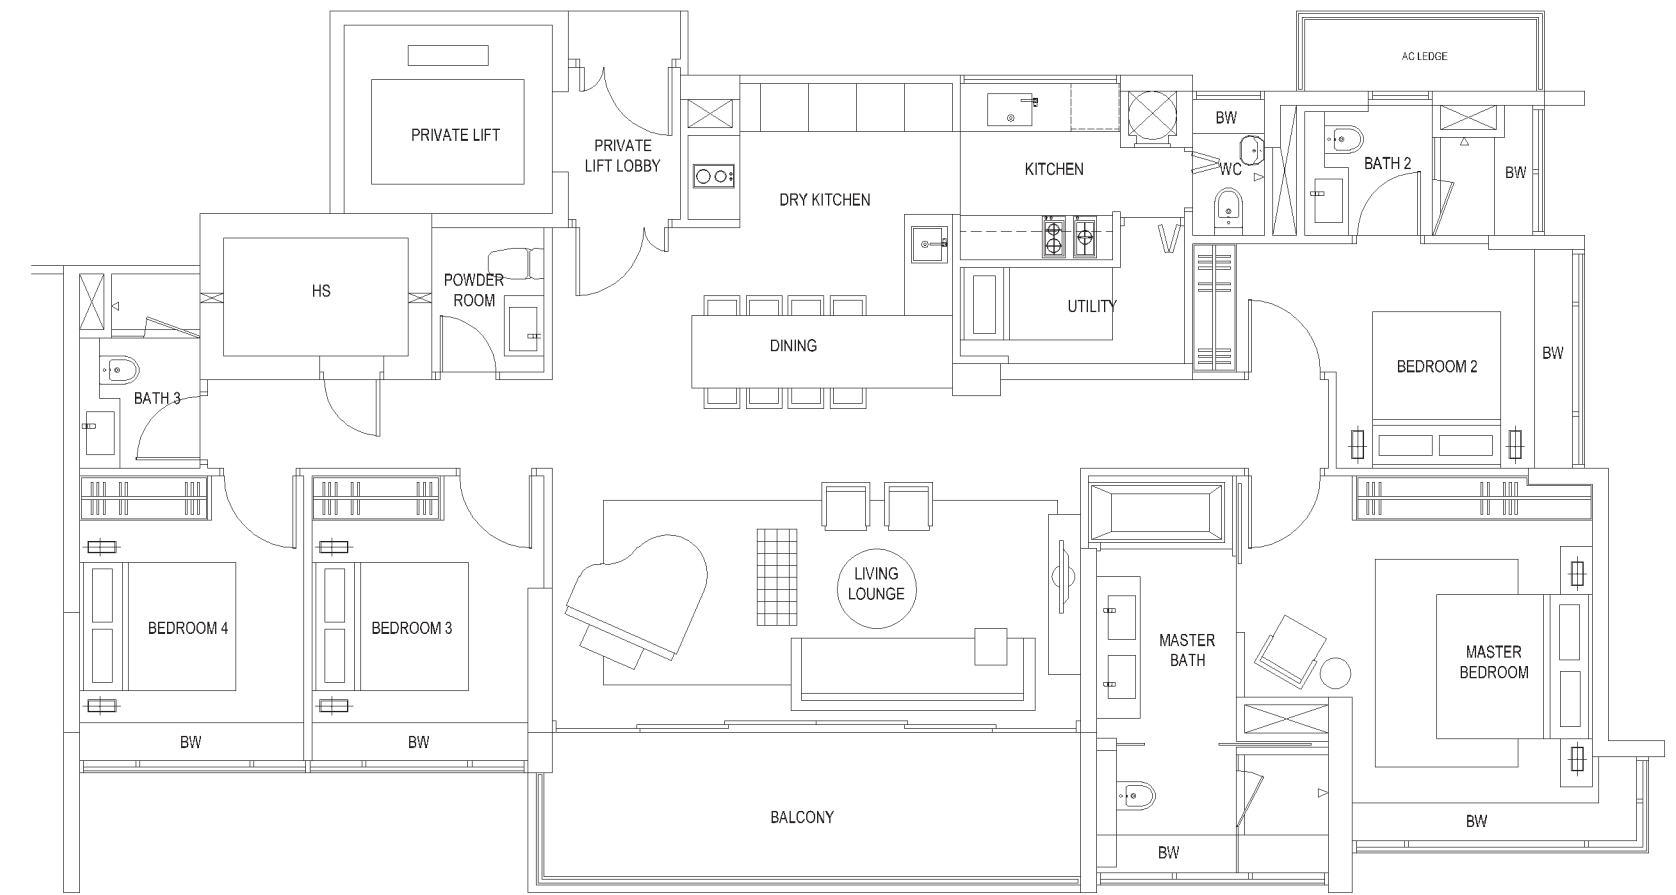 AC LEDGE
PRIVATE LIFT
PRIVATE
LIFT LOBBY
BW
KITCHEN
WC
BATH 2
BW
DRY KITCHEN
HS
POWDER
ROOM
UTILITY
DINING
BW
BEDROOM 2
BATH 3
LIVING
LOUNGE
BEDROOM 4
BEDROOM 3
MASTER
BATH
MASTER
BEDROOM
BW
BW
BALCONY
BW
BW